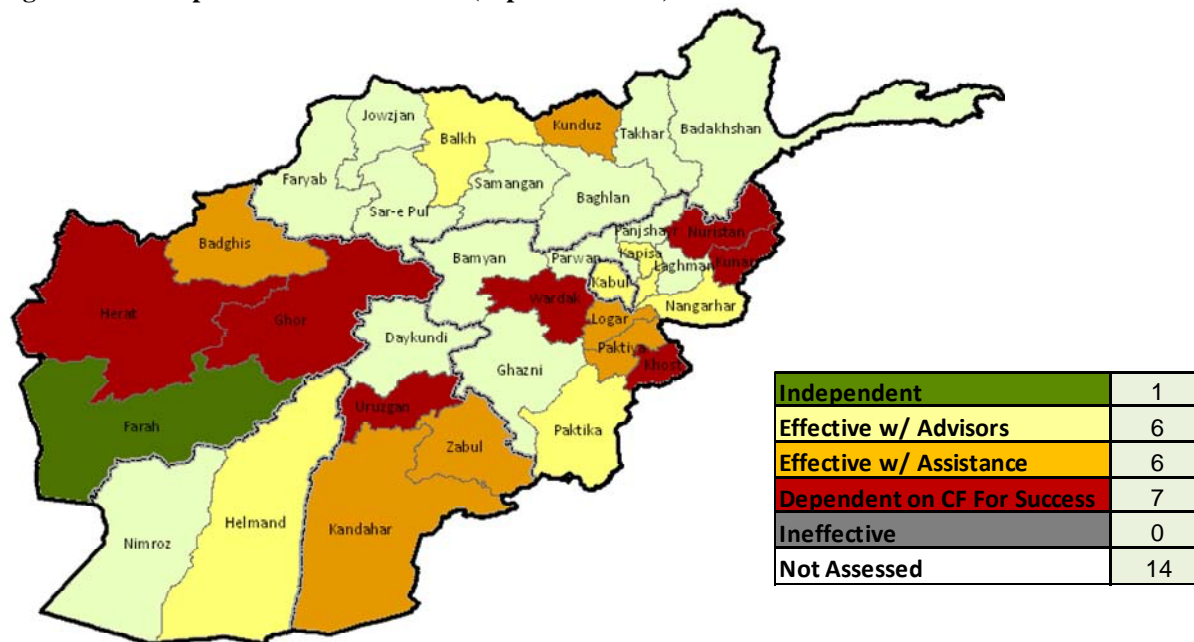 Jowzjan
Balkh
Kunduz
Takhar
Badakhshan
Faryab
Samangan
Sar-e Pul
Baghlan
Badghis
Panjshayr
Nuristan
Bamyan
Parwan
Kapisa
Laghman
Kunar
Kabul
Herat
Ghor
Wardak
Nangarhar
Logar
Daykundi
Paktiya
Ghazni
Khost
Uruzgan
Farah
Zabul
Paktika
Helmand
Kandahar
Nimroz
Independent 1
Effective w/ Advisors 6
Effective w/ Assistance 6
Dependent on CF For Success 7
Ineffective 0
Not Assessed 14